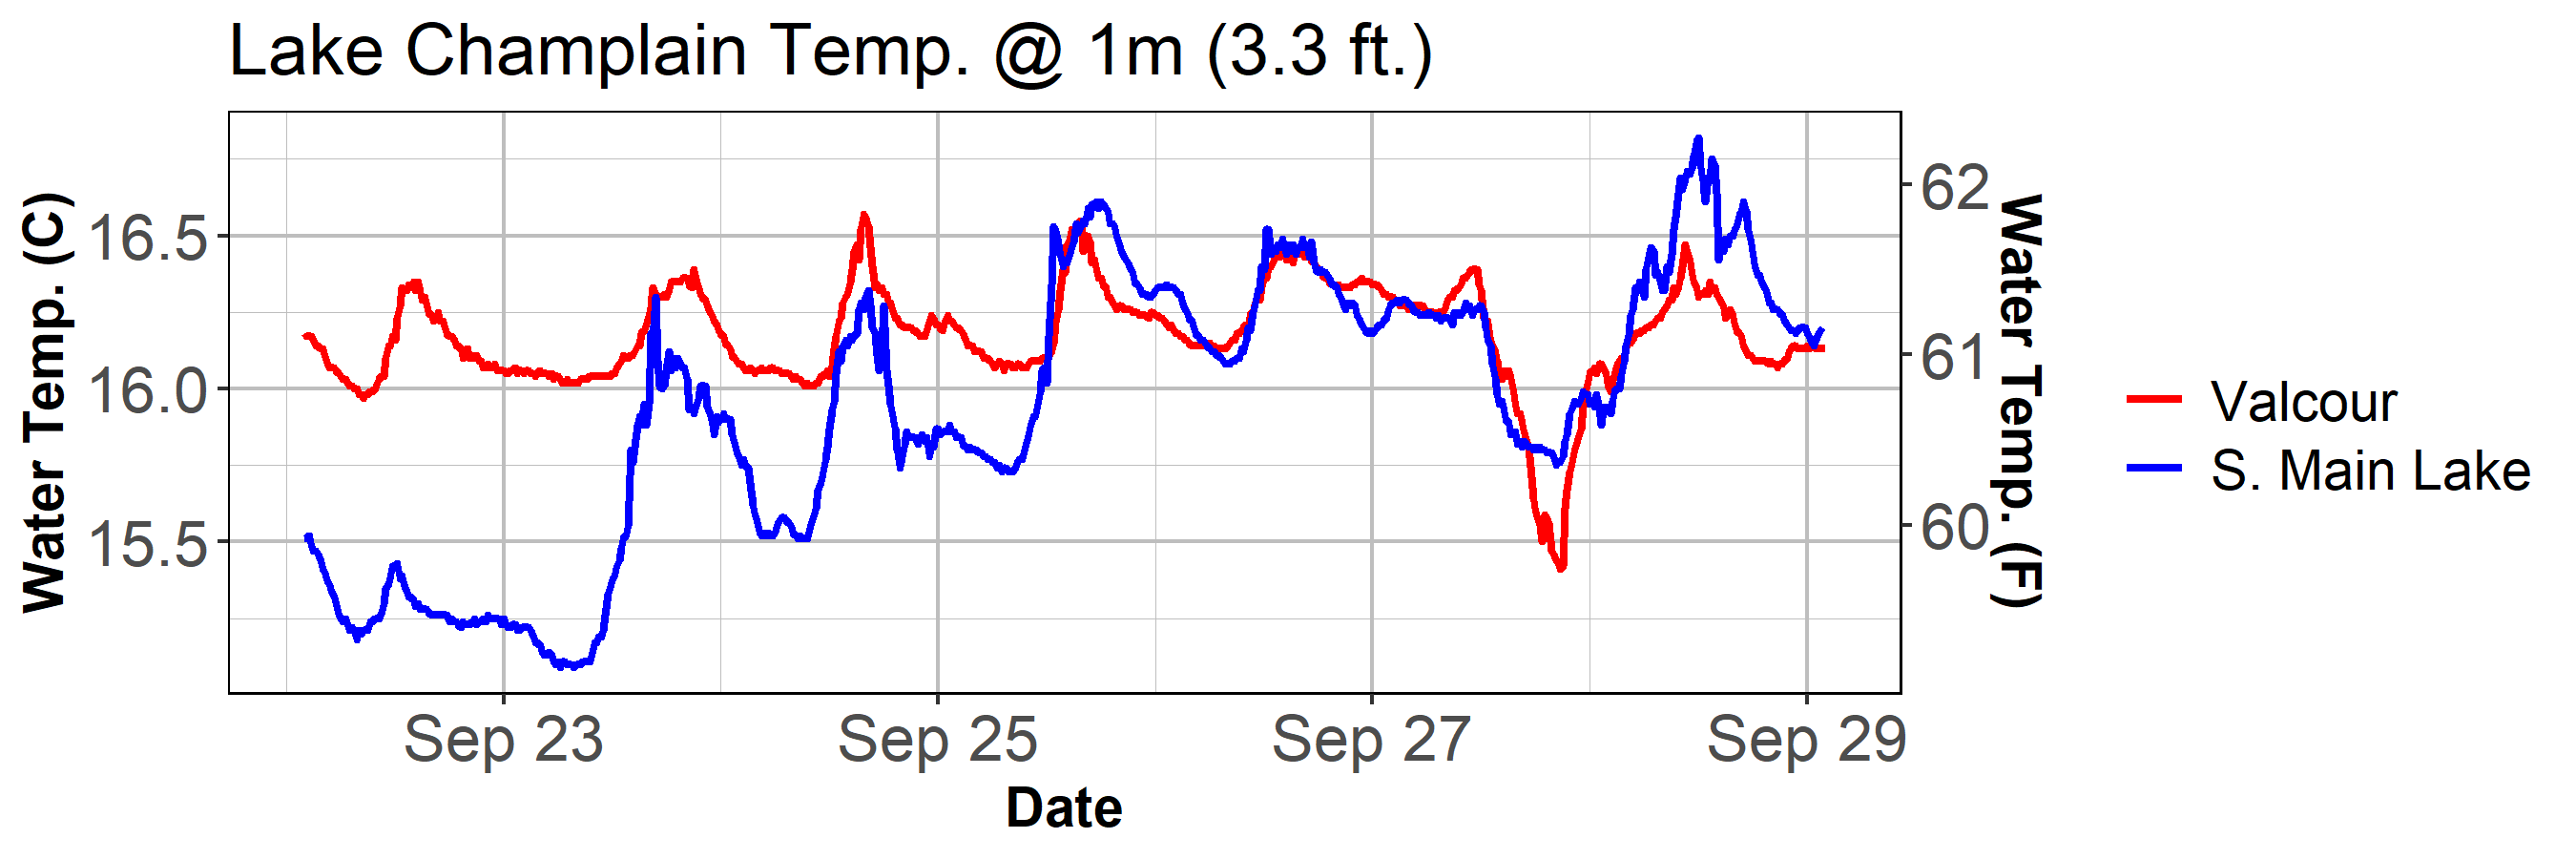 Lake Champlain Temp. @ 1m (3.3 ft.)
Water Temp. (C)
16.5
16.0
15.5
62
61
60
Water Temp. (F)
Sep 23
Sep 25
Sep 27
Sep 29
Date
Valcour
S. Main Lake